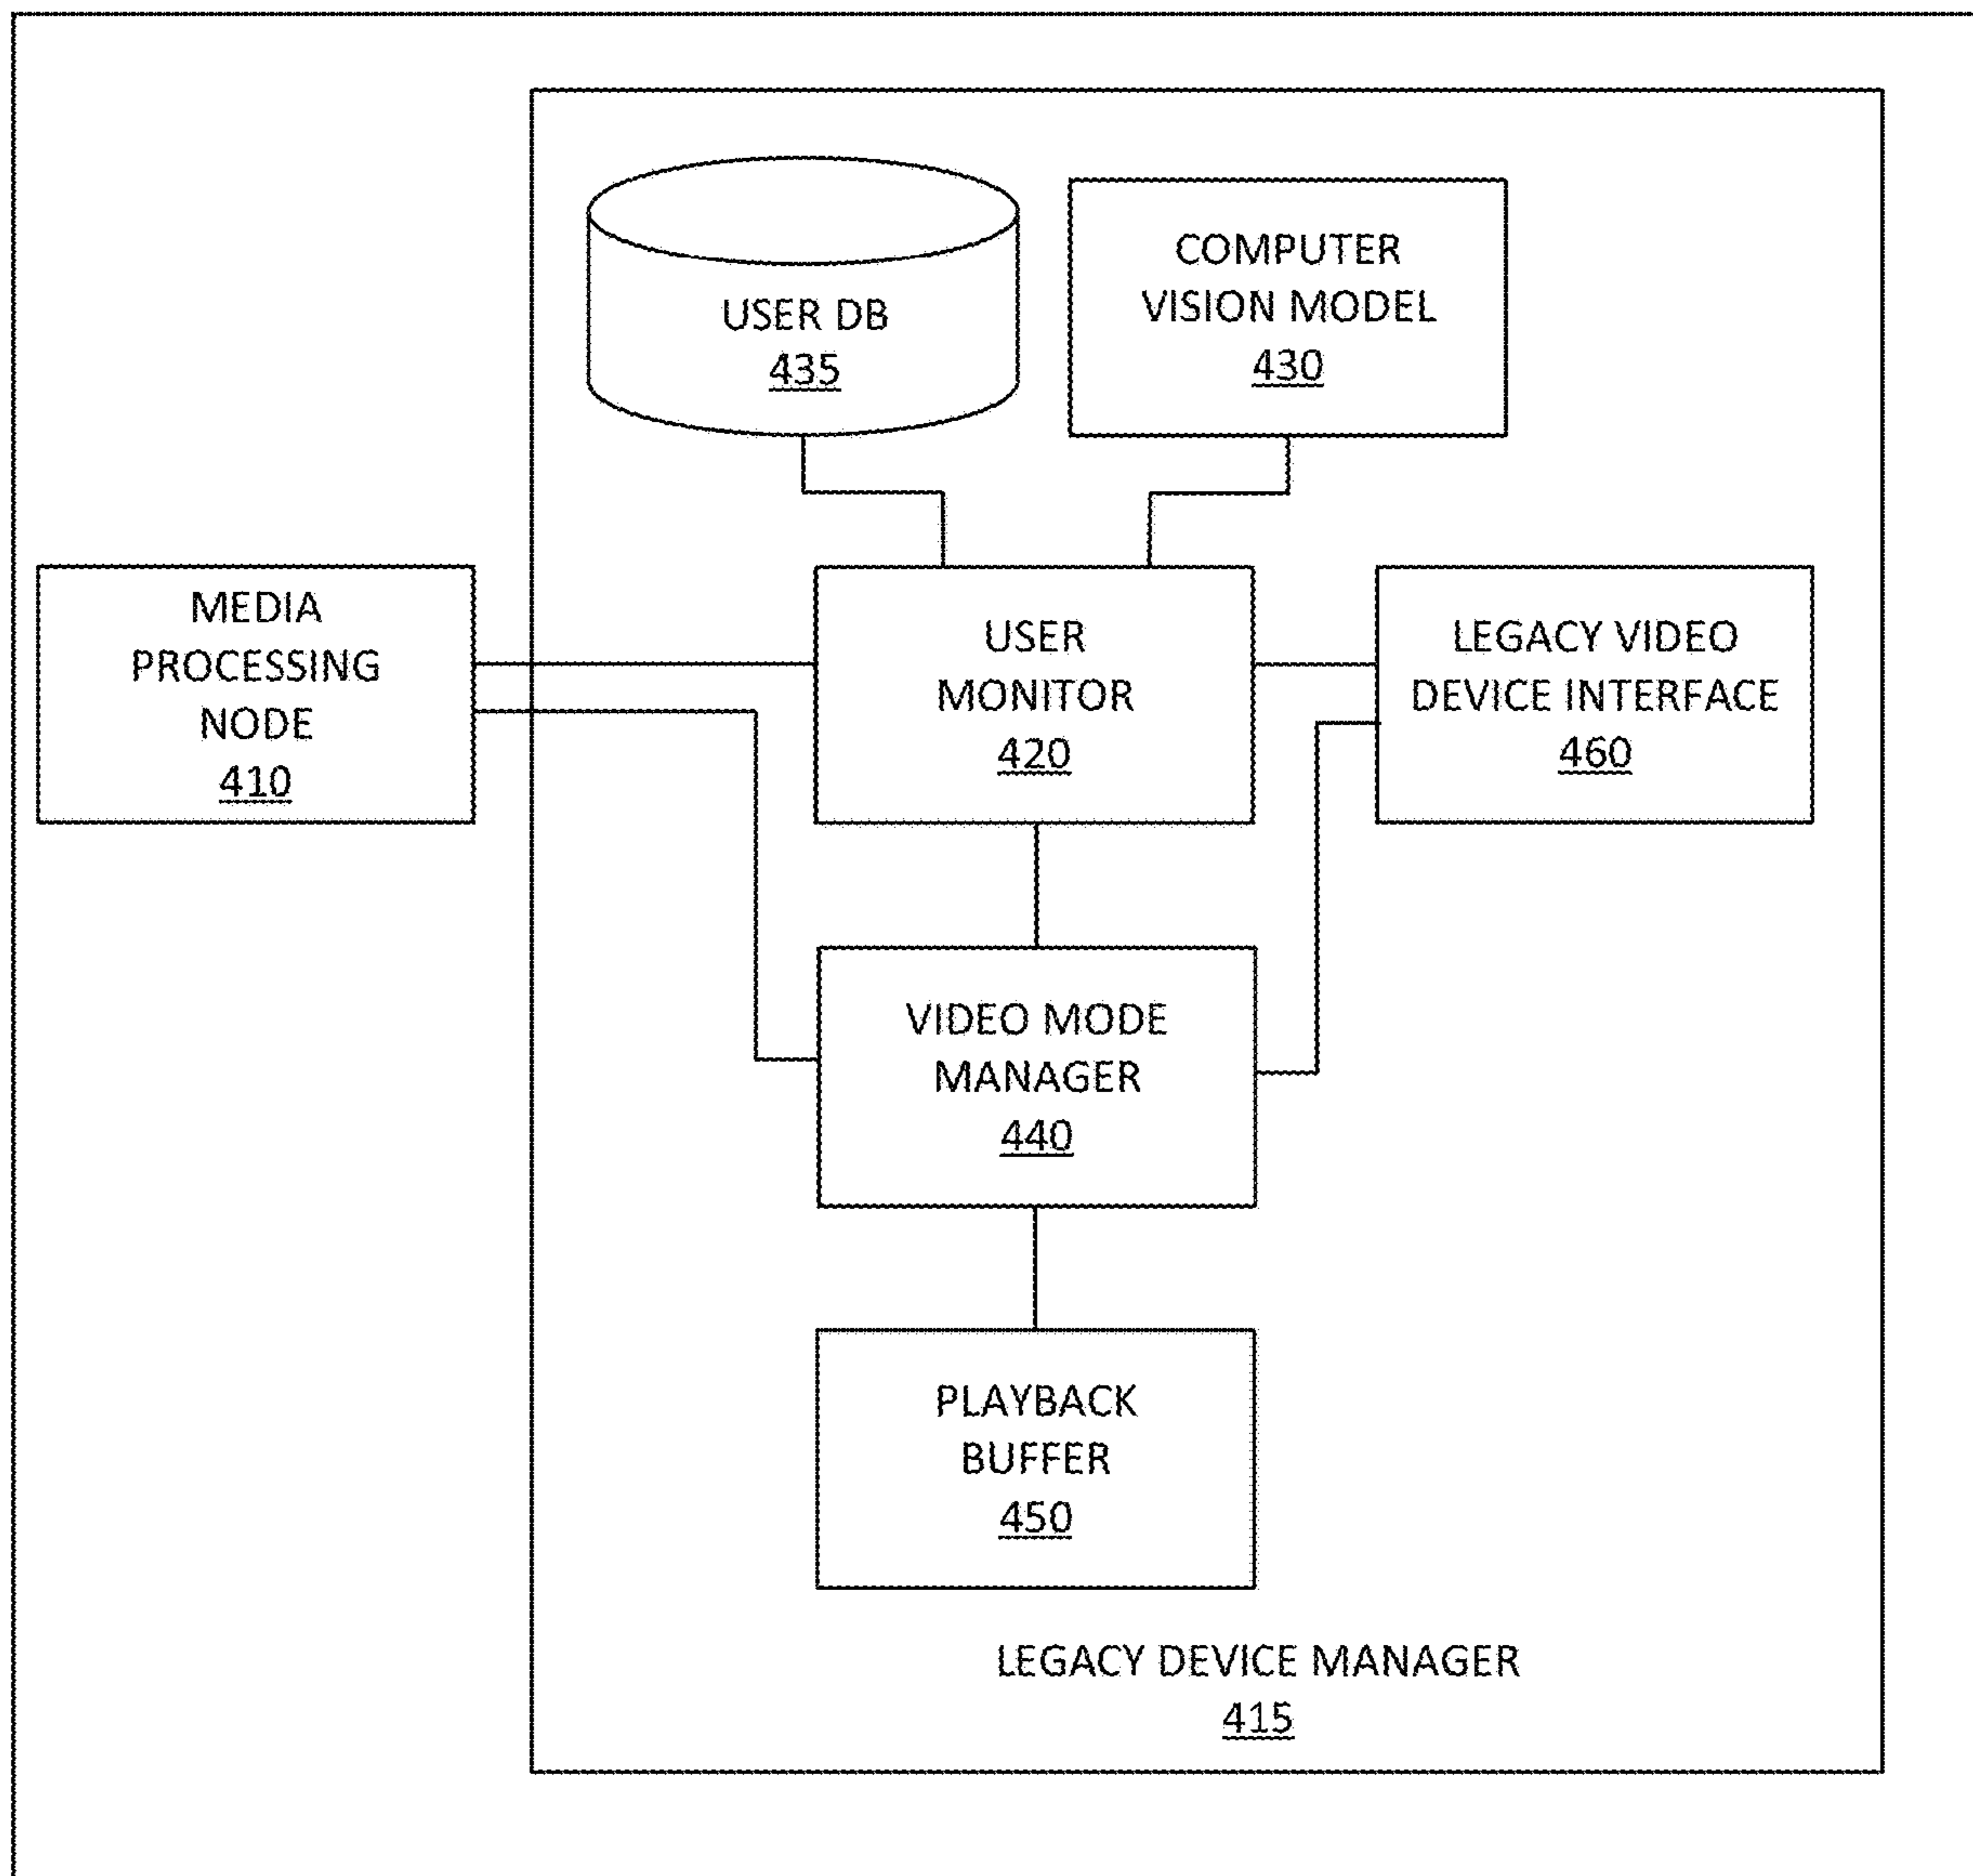 USER DB
435
COMPUTER
VISION MODEL
430
MEDIA
PROCESSING
NODE
410
USER
MONITOR
420
LEGACY VIDEO
DEVICE INTERFACE
460
VIDEO MODE
MANAGER
440
PLAYBACK
BUFFER
450
LEGACY DEVICE MANAGER
415